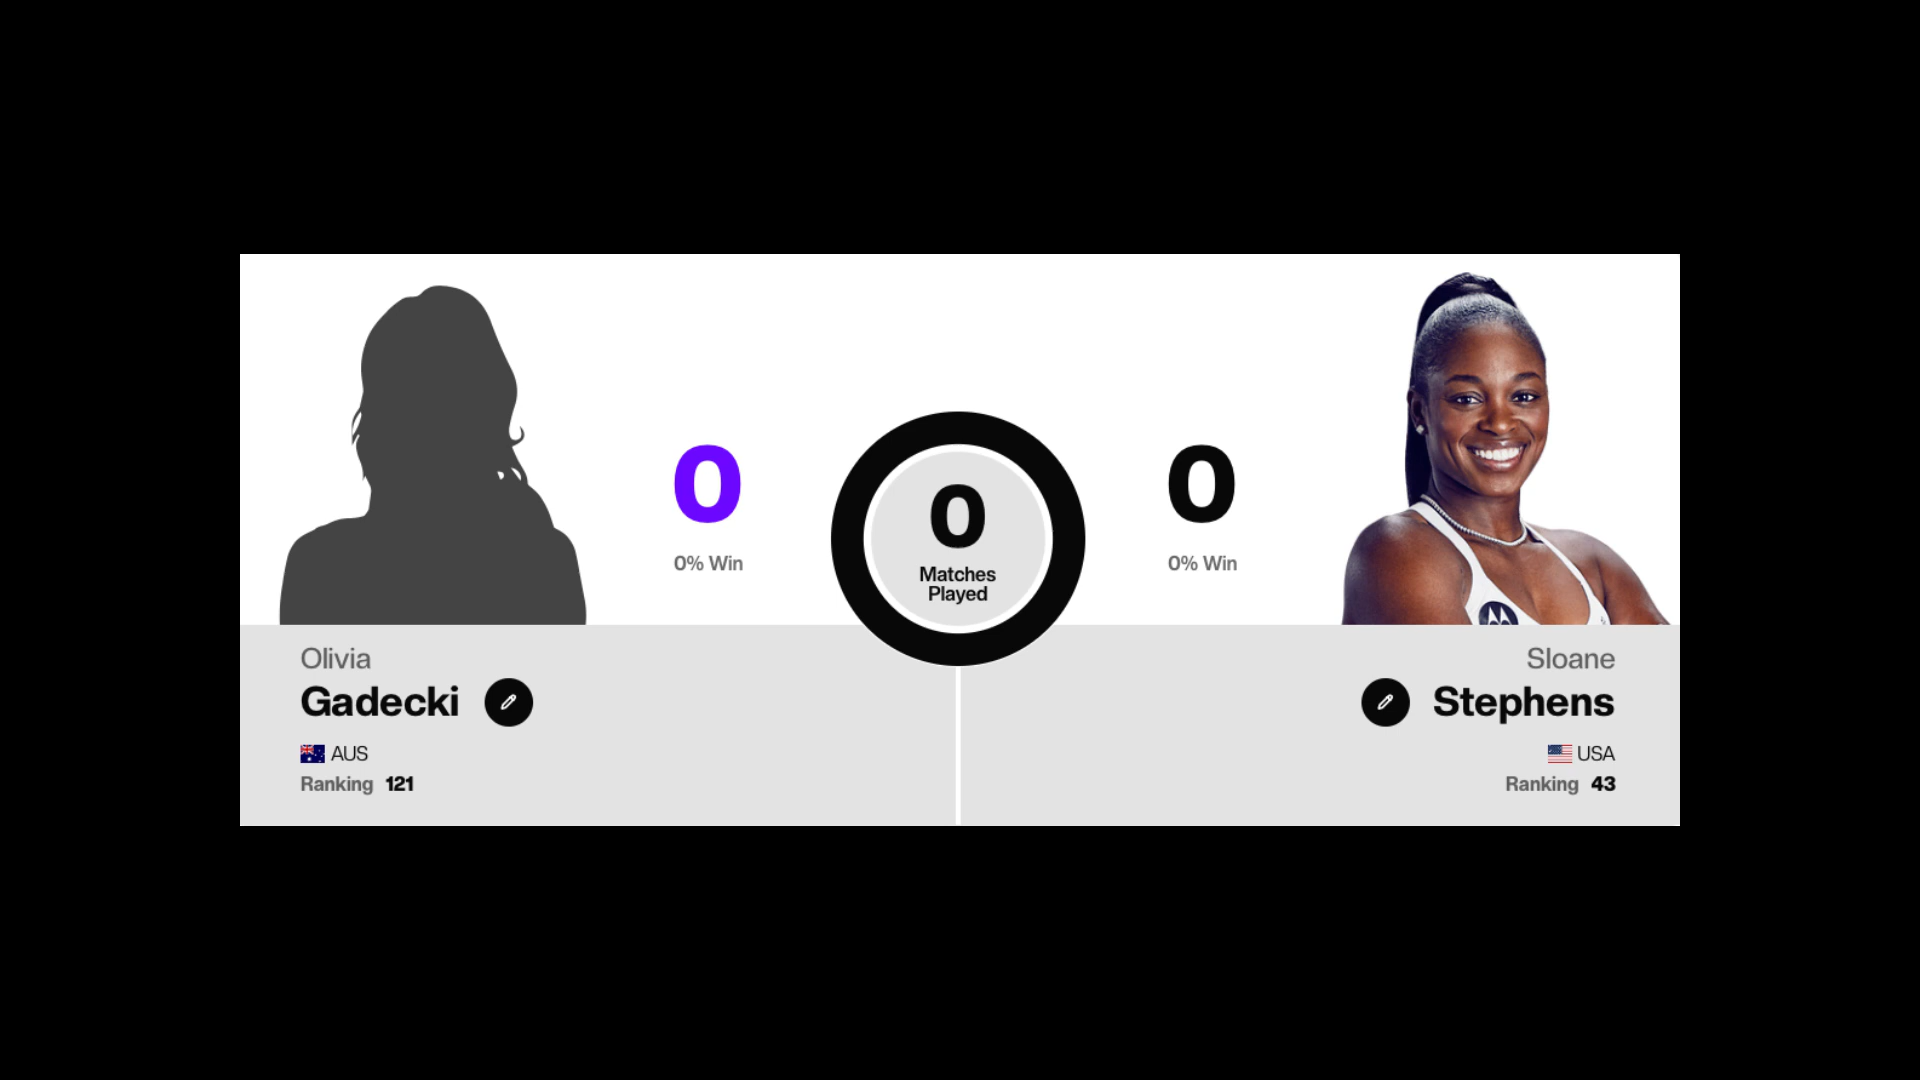 0
0% Win
0
Matches
Played
0
0% Win
Olivia
Gadecki
AUS
Ranking 121
Sloane
Stephens
USA
Ranking 43